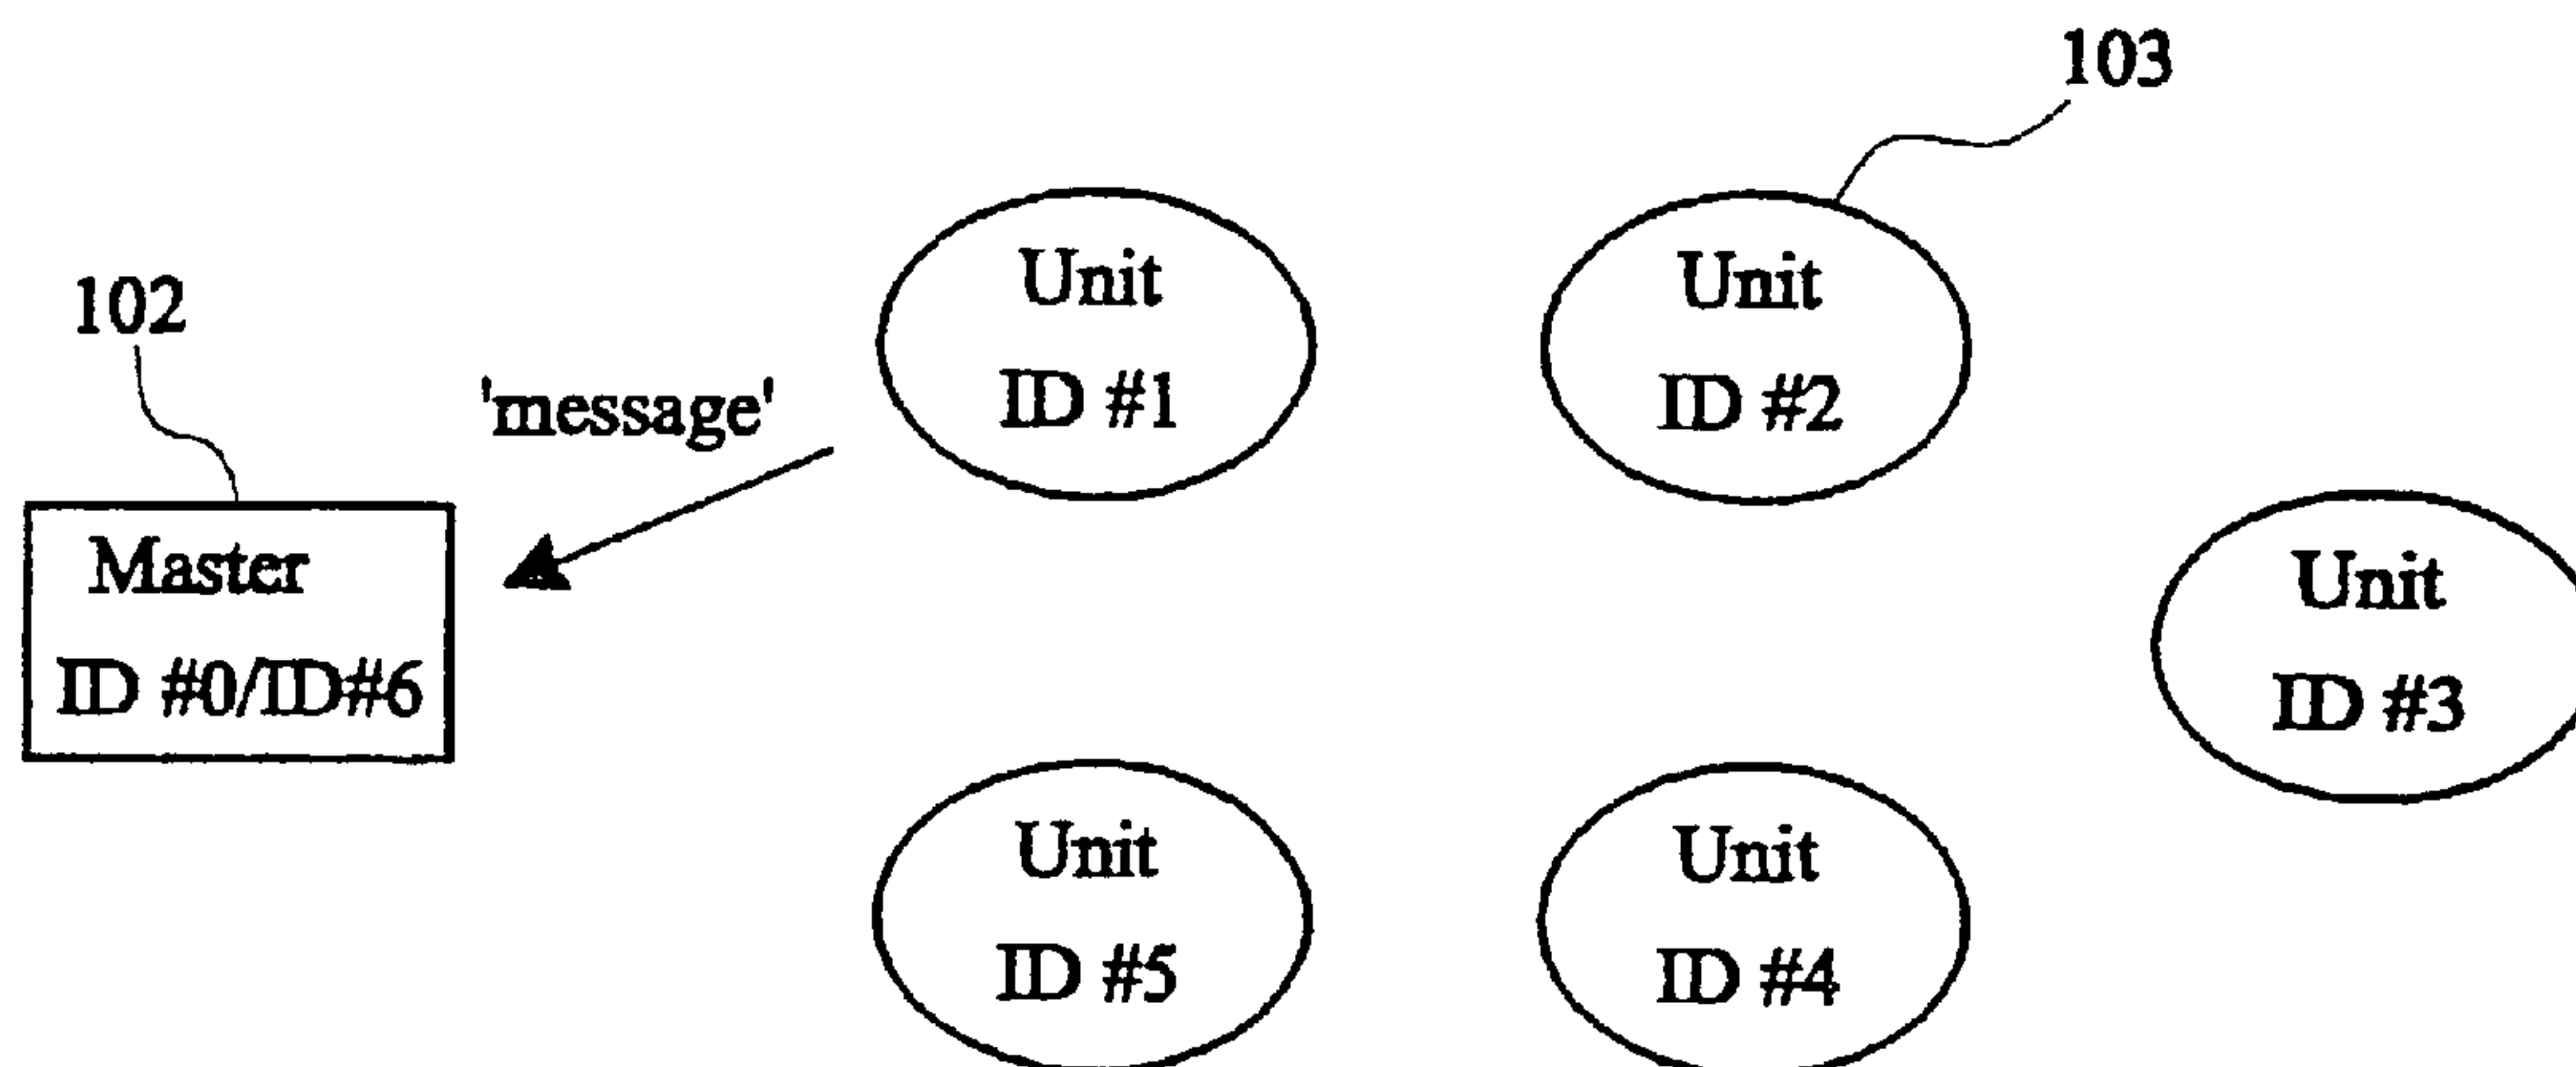 103
102
'message'
Unit
ID #1
Unit
ID #2
Master
ID #0/ID#6
Unit
ID #3
Unit
ID #5
Unit
ID #4